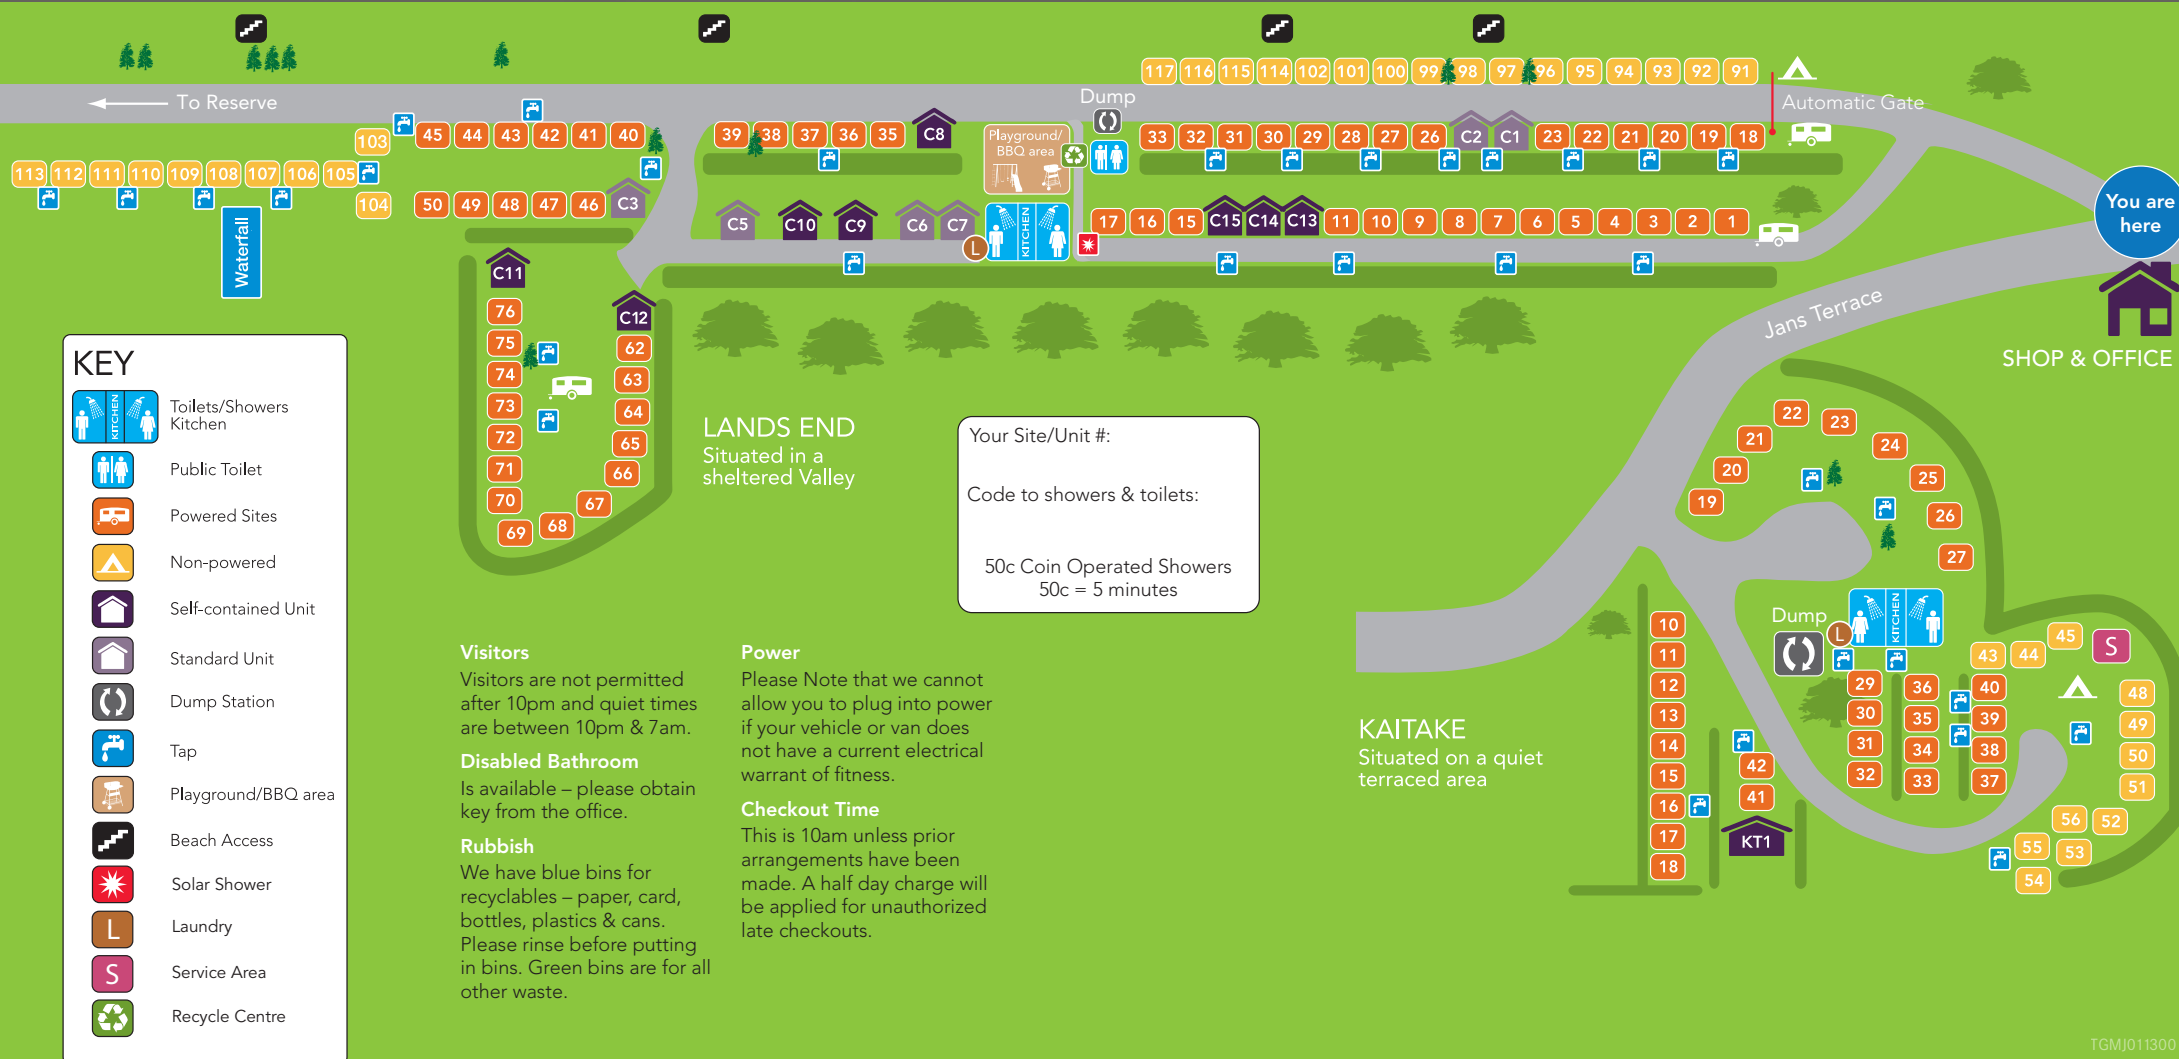 To Reserve
Dump
117 116 115 114 102 101 100 99 98 97 96 95 94 93 92 91
Automatic Gate
103
45 44 43 42 41 40
39 38 37 36 35 C8
Playground/
BBQ area
33 32 31 30 29 28 27 26 C2 C1 23 22 21 20 19 18
113 112 111 110 109 108 107 106 105
104
50 49 48 47 46 C3
C5 C10 C9 C6 C7
L
KITCHEN
17 16 15 C15 C14 C13 11 10 9 8 7 6 5 4 3 2 1
You are
here
Waterfall
C11
76
75
74
73
72
71
70
69
68
67
66
65
64
63
62
C12
Jans Terrace
SHOP & OFFICE
KEY
KITCHEN
Toilets/Showers
Kitchen
Public Toilet
Powered Sites
Non-powered
Self-contained Unit
Standard Unit
Dump Station
Tap
Playground/BBQ area
Beach Access
Solar Shower
L
Laundry
S
Service Area
Recycle Centre
LANDS END
Situated in a
sheltered Valley
Your Site/Unit #:
Code to showers & toilets:
50c Coin Operated Showers
50c = 5 minutes
Visitors
Visitors are not permitted
after 10pm and quiet times
are between 10pm & 7am.
Disabled Bathroom
Is available – please obtain
key from the office.
Rubbish
We have blue bins for
recyclables – paper, card,
bottles, plastics & cans.
Please rinse before putting
in bins. Green bins are for all
other waste.
Power
Please Note that we cannot
allow you to plug into power
if your vehicle or van does
not have a current electrical
warrant of fitness.
Checkout Time
This is 10am unless prior
arrangements have been
made. A half day charge will
be applied for unauthorized
late checkouts.
KAITAKE
Situated on a quiet
terraced area
19
20
21
22
23
24
25
26
27
Dump
L
KITCHEN
10
11
12
13
14
15
16
17
18
42
41
KT1
29
30
31
32
36
35
34
33
40
39
38
37
43
44
45
S
48
49
50
51
52
56
53
55
54
TGMJ011300